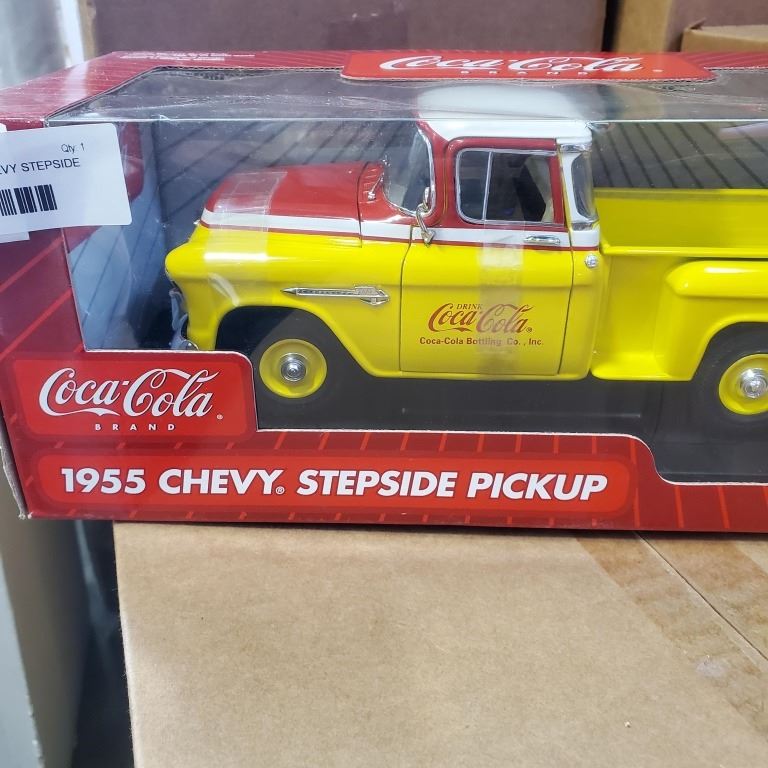 Coca-Cola
BRAND
Qty. 1
VY STEPSIDE
DRINK
Coca-Cola®
Coca-Cola Bottling Co., Inc.
Coca-Cola®
BRAND
1955 CHEVY® STEPSIDE PICKUP